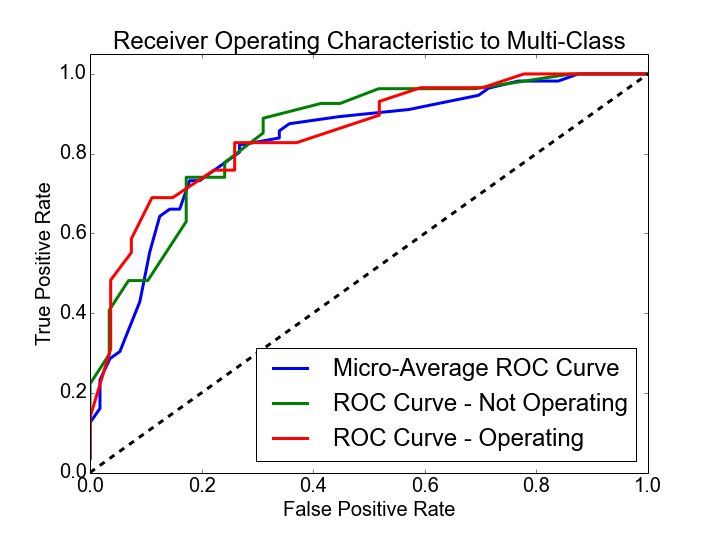 Receiver Operating Characteristic to Multi-Class
1.0
0.8
0.6
0.4
0.2
0.0
True Positive Rate
Micro-Average ROC Curve
ROC Curve - Not Operating
ROC Curve - Operating
0.0 0.2 0.4 0.6 0.8 1.0
False Positive Rate